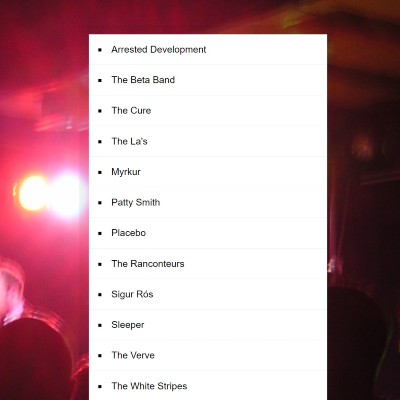 Arrested Development
The Beta Band
The Cure
The La's
Myrkur
Patty Smith
Placebo
The Ranconteurs
Sigur Rós
Sleeper
The Verve
The White Stripes